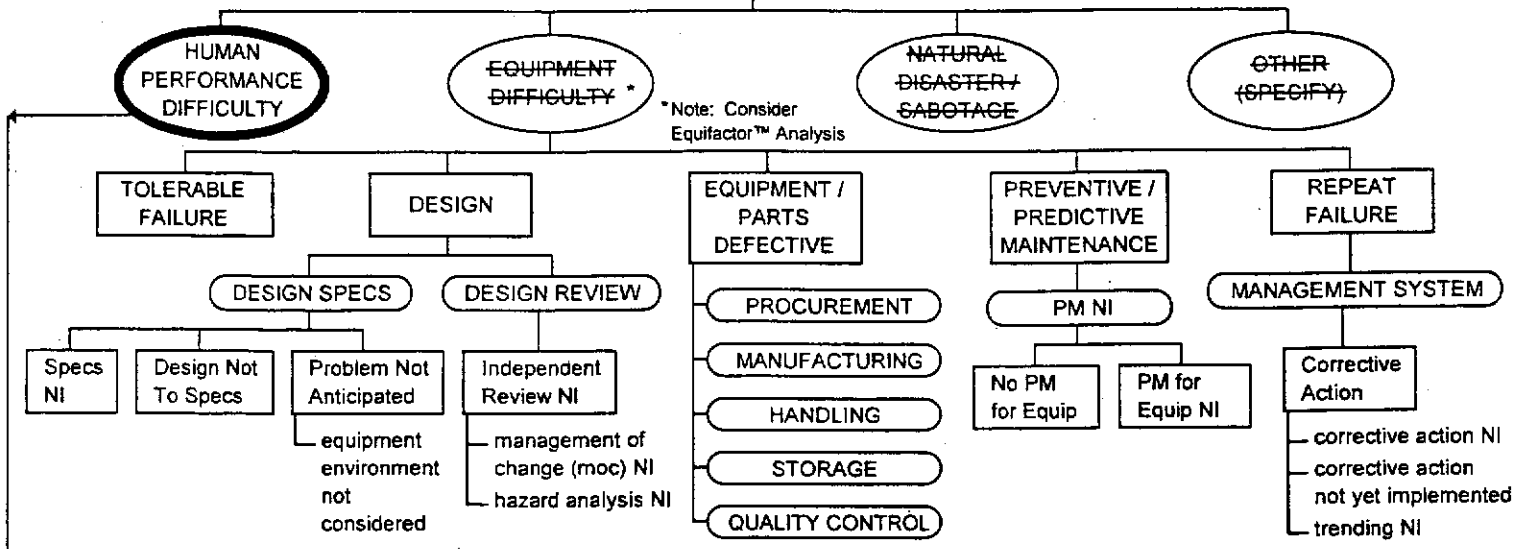 HUMAN
PERFORMANCE
DIFFICULTY
EQUIPMENT
DIFFICULTY *
*Note: Consider
Equifactor™ Analysis
NATURAL
DISASTER /
SABOTAGE
OTHER
(SPECIFY)
TOLERABLE
FAILURE
DESIGN
EQUIPMENT /
PARTS
DEFECTIVE
PREVENTIVE /
PREDICTIVE
MAINTENANCE
REPEAT
FAILURE
DESIGN SPECS
DESIGN REVIEW
PROCUREMENT
MANUFACTURING
HANDLING
STORAGE
QUALITY CONTROL
PM NI
MANAGEMENT SYSTEM
Specs
NI
Design Not
To Specs
Problem Not
Anticipated
equipment
environment
not
considered
Independent
Review NI
management of
change (moc) NI
hazard analysis NI
No PM
for Equip
PM for
Equip NI
Corrective
Action
corrective action NI
corrective action
not yet implemented
trending NI